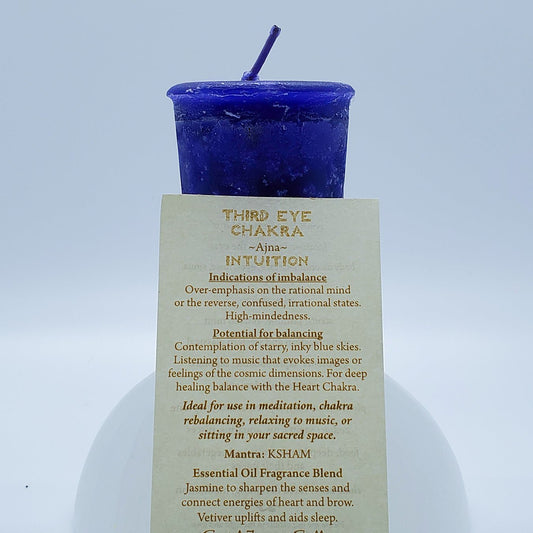 THIRD EYE
CHAKRA
~Ajna~
INTUITION
Indications of imbalance
Over-emphasis on the rational mind
or the reverse, confused, irrational states.
High-mindedness.
Potential for balancing
Contemplation of starry, inky blue skies.
Listening to music that evokes images or
feelings of the cosmic dimensions. For deep
healing balance with the Heart Chakra.
Ideal for use in meditation, chakra
rebalancing, relaxing to music, or
sitting in your sacred space.
Mantra: KSHAM
Essential Oil Fragrance Blend
Jasmine to sharpen the senses and
connect energies of heart and brow.
Vetiver uplifts and aids sleep.